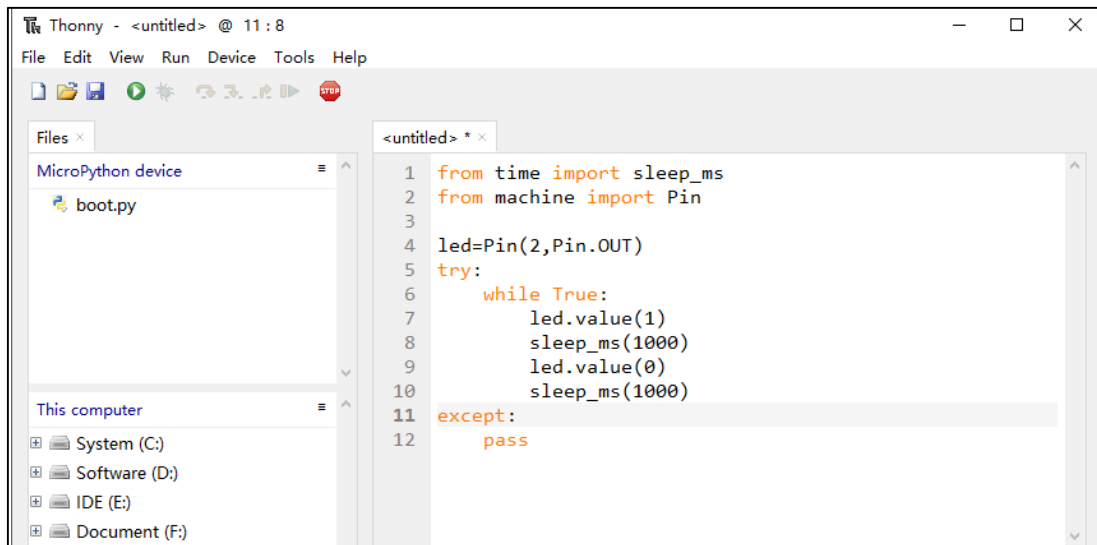 Thonny - <untitled> @ 11 : 8
File Edit View Run Device Tools Help
STOP
Files
MicroPython device
boot.py
This computer
System (C:)
Software (D:)
IDE (E:)
Document (F:)
<untitled> *
1 from time import sleep_ms
2 from machine import Pin
3
4 led=Pin(2,Pin.OUT)
5 try:
6     while True:
7         led.value(1)
8         sleep_ms(1000)
9         led.value(0)
10         sleep_ms(1000)
11 except:
12     pass